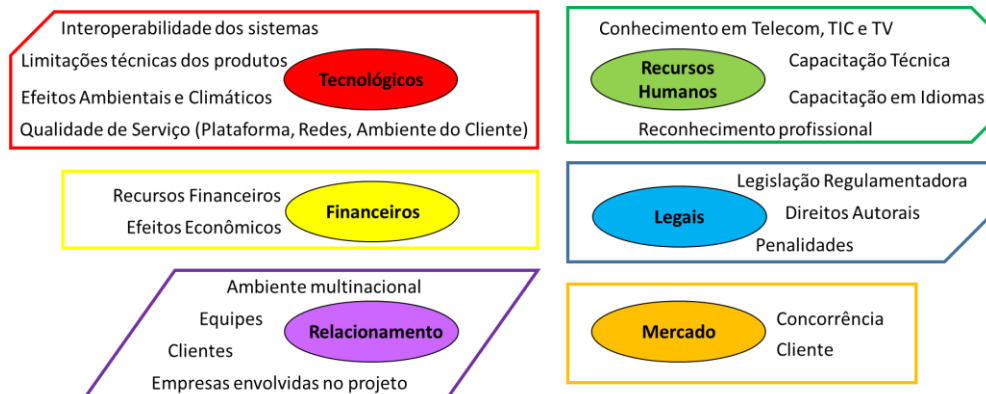 Interoperabilidade dos sistemas
Limitações técnicas dos produtos
Tecnológicos
Efeitos Ambientais e Climáticos
Qualidade de Serviço (Plataforma, Redes, Ambiente do Cliente)
Conhecimento em Telecom, TIC e TV
Recursos
Humanos
Capacitação Técnica
Capacitação em Idiomas
Reconhecimento profissional
Recursos Financeiros
Financeiros
Efeitos Econômicos
Legislação Regulamentadora
Legais
Direitos Autorais
Penalidades
Ambiente multinacional
Equipes
Relacionamento
Clientes
Empresas envolvidas no projeto
Mercado
Concorrência
Cliente